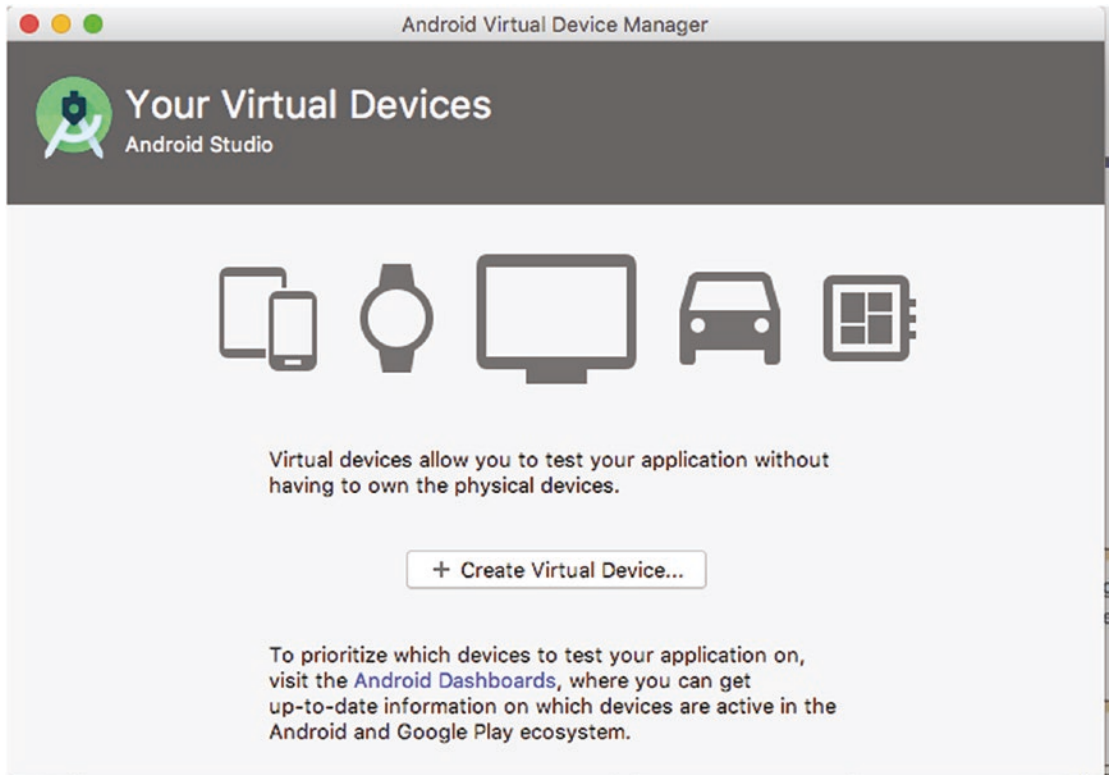 Android Virtual Device Manager
Your Virtual Devices
Android Studio
Virtual devices allow you to test your application without
having to own the physical devices.
+ Create Virtual Device...
To prioritize which devices to test your application on,
visit the Android Dashboards, where you can get
up-to-date information on which devices are active in the
Android and Google Play ecosystem.